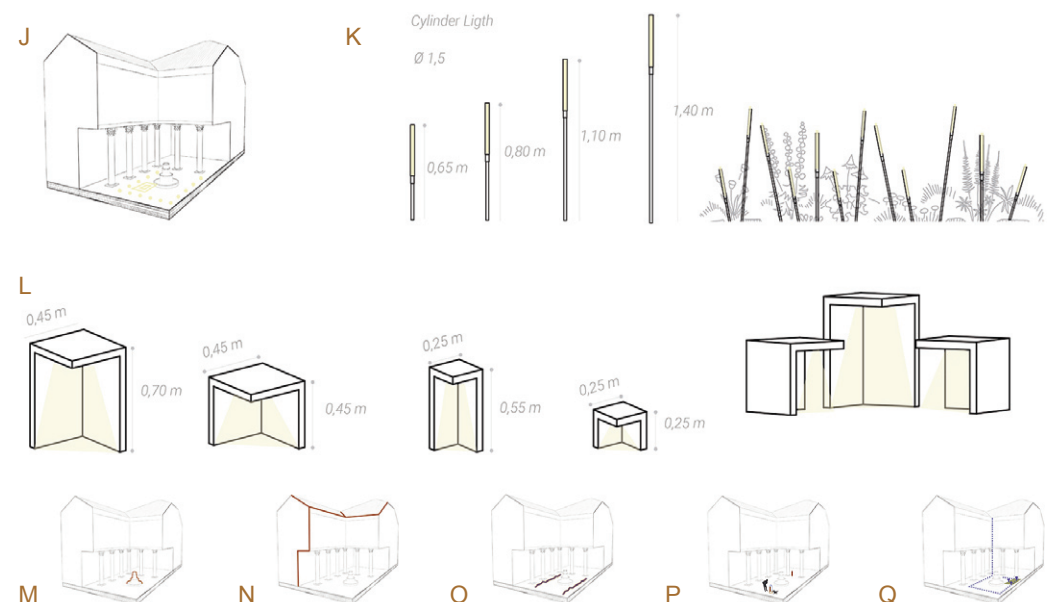 J
K
Cylinder Ligth
Ø 1,5
0,65 m
0,80 m
1,10 m
1,40 m
L
0,45 m
0,70 m
0,45 m
0,45 m
0,25 m
0,55 m
0,25 m
0,25 m
M
N
O
P
Q